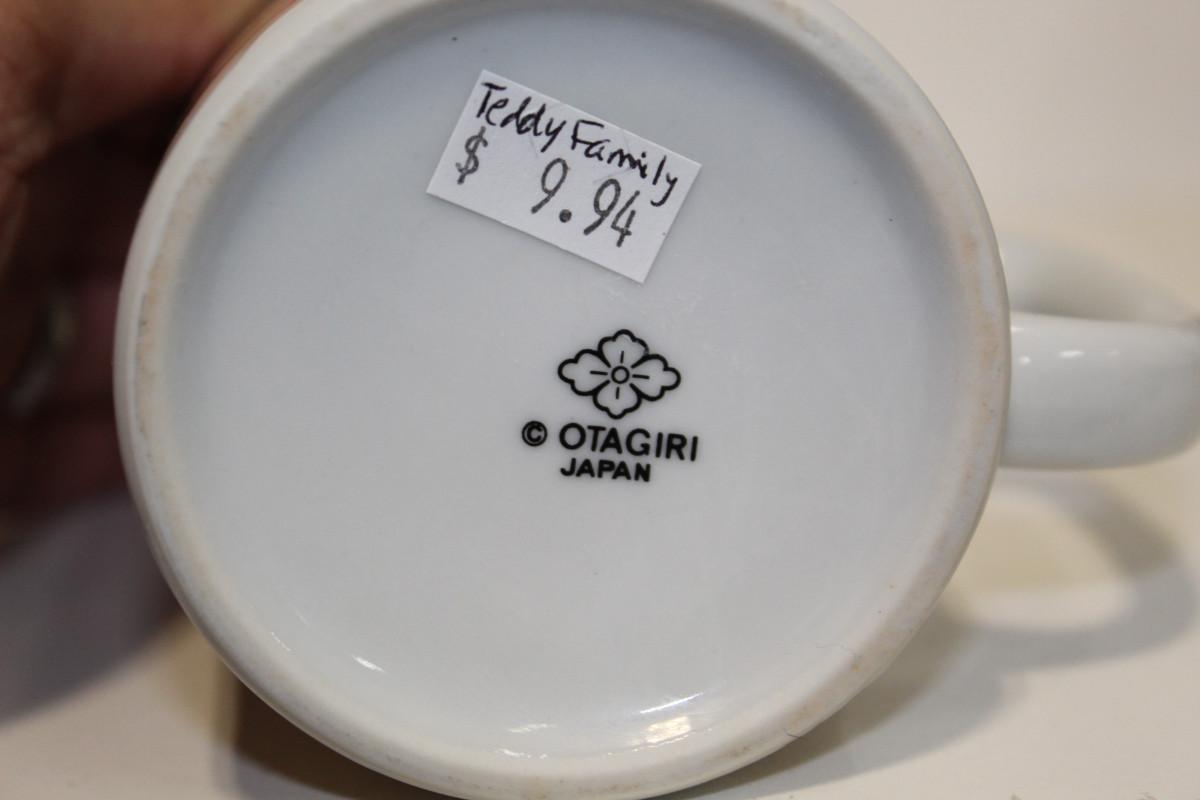 Teddy Family
$ 9.94
© OTAGIRI
JAPAN